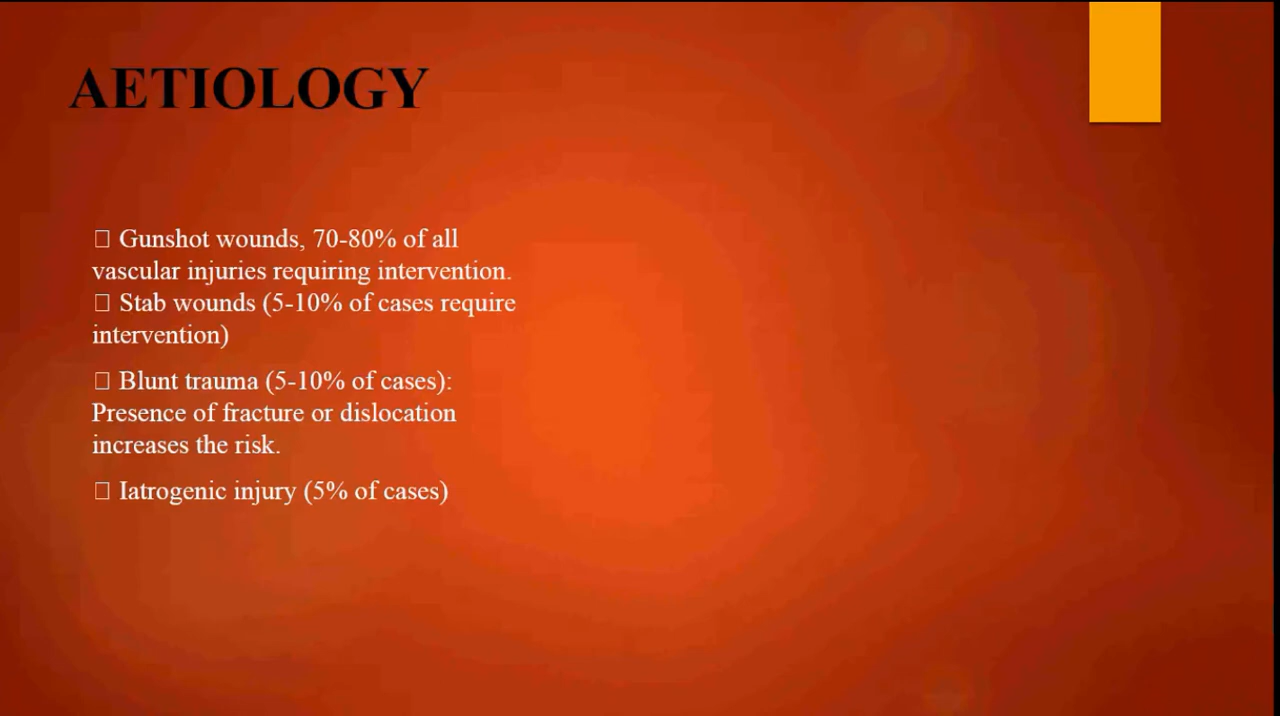 AETIOLOGY
□ Gunshot wounds, 70-80% of all
vascular injuries requiring intervention.
□ Stab wounds (5-10% of cases require
intervention)
□ Blunt trauma (5-10% of cases):
Presence of fracture or dislocation
increases the risk.
□ Iatrogenic injury (5% of cases)